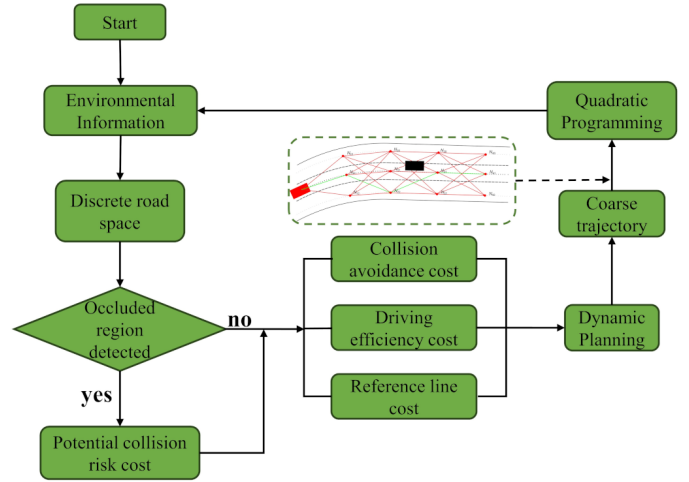 Start
Environmental
Information
Quadratic
Programming
Discrete road
space
Coarse
trajectory
Collision
avoidance cost
Occluded
region
detected
no
Driving
efficiency cost
Dynamic
Planning
yes
Reference line
cost
Potential collision
risk cost